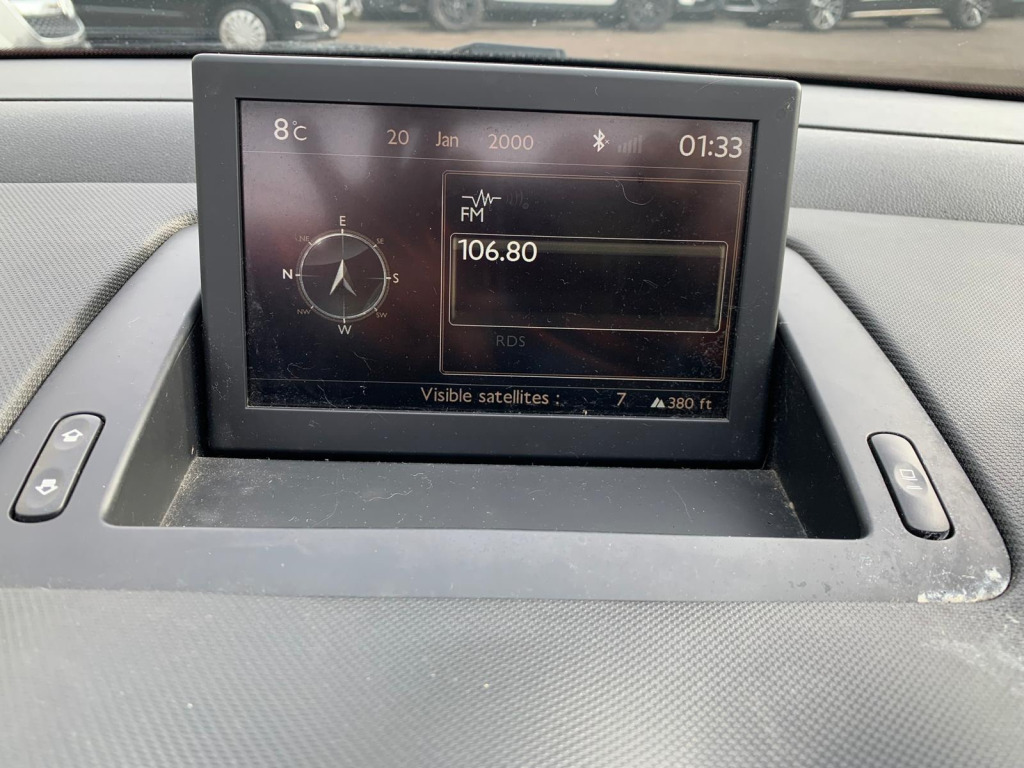 8°C 20 Jan 2000 01:33
FM
106.80
RDS
E
NE SE
N S
NW SW
W
Visible satellites : 7 380 ft